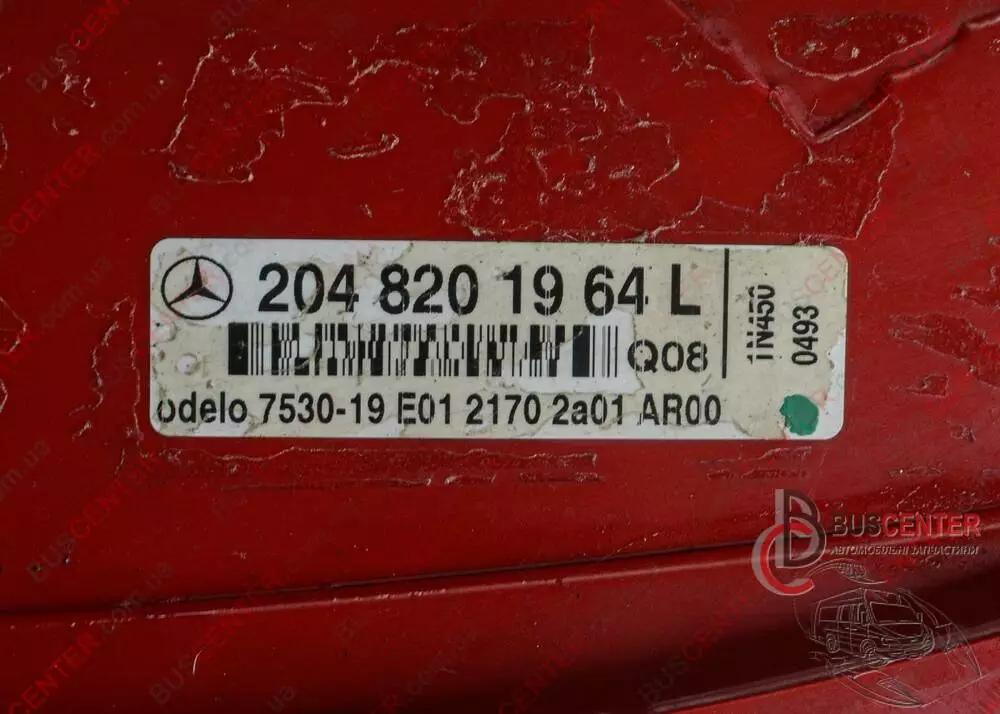 204 820 19 64 L
Q08
1N450
0493
odelo 7530-19 E01 2170 2a01 AR00
BUSCENTER
АВТОМОБІЛЬНІ ЗАПЧАСТИНИ